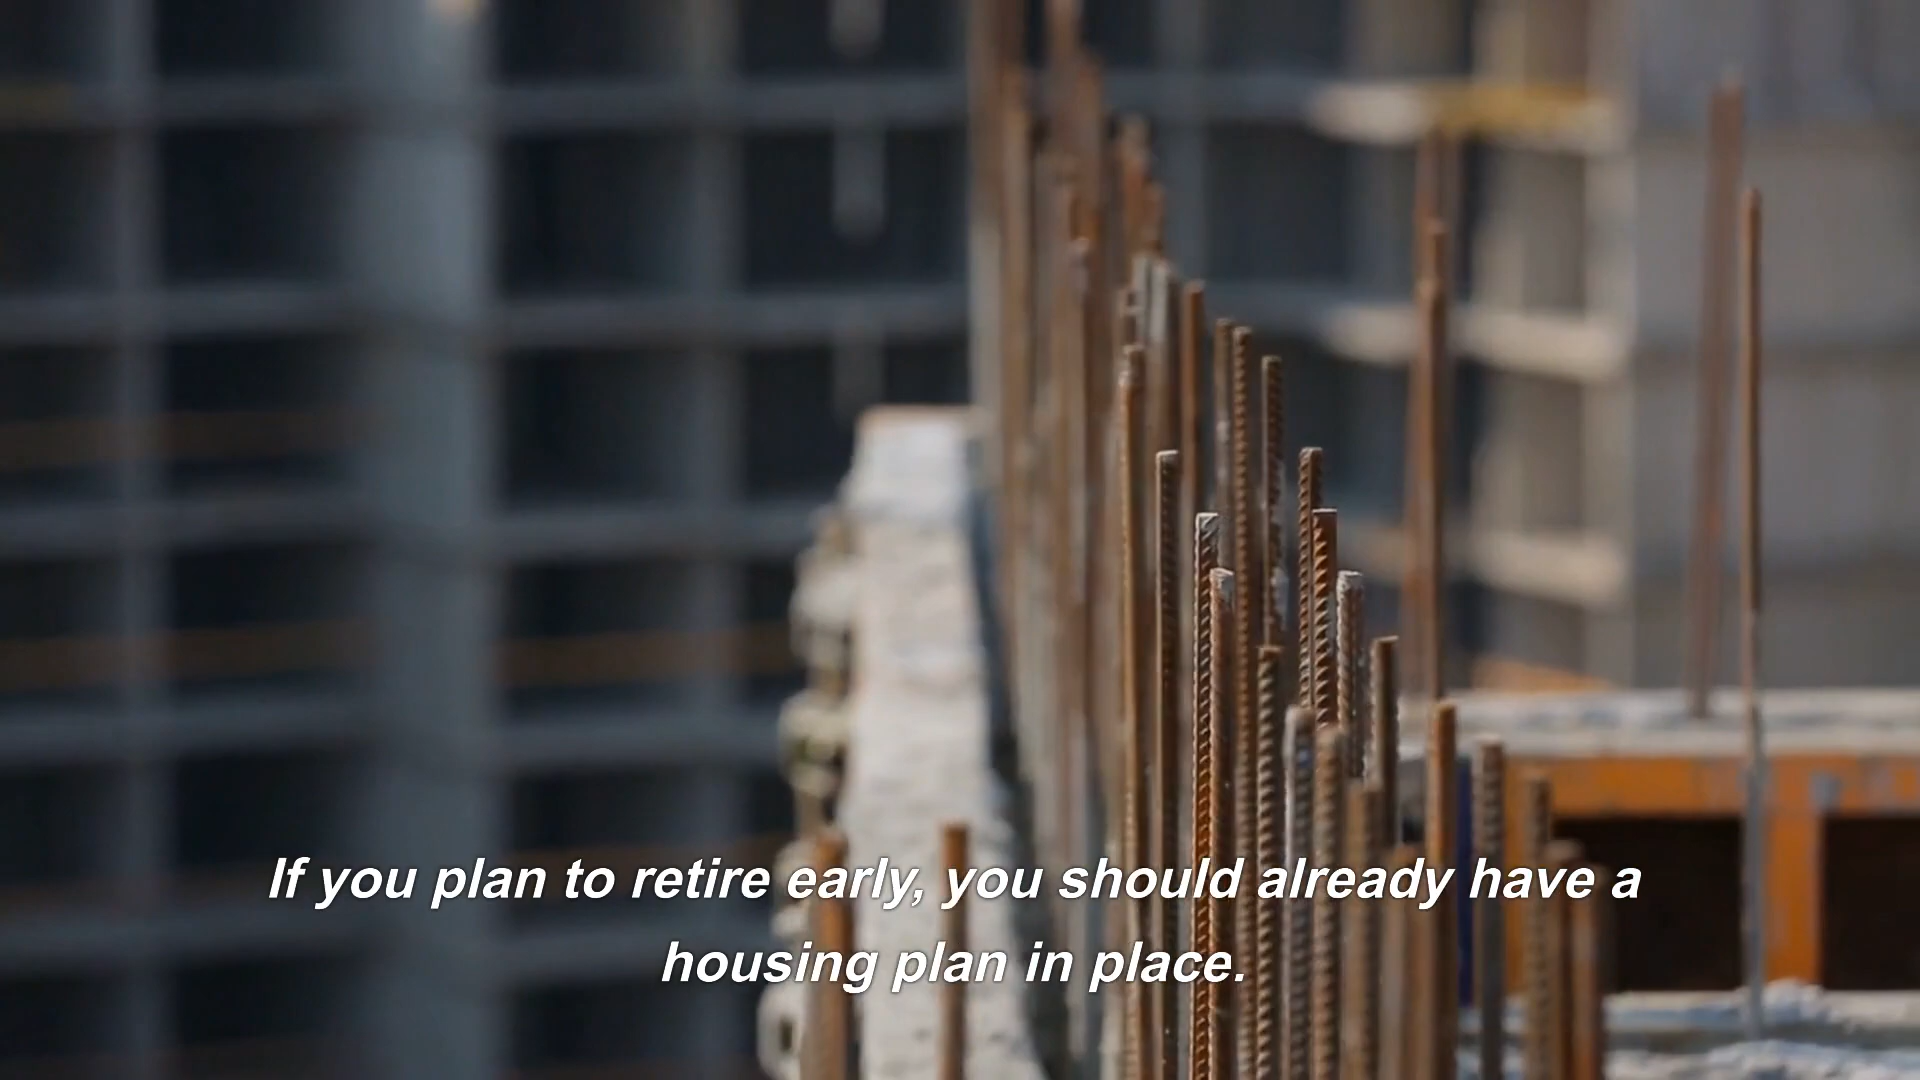 If you plan to retire early, you should already have a
housing plan in place.